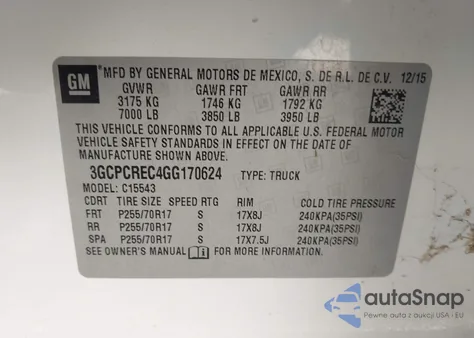 GM
MFD BY GENERAL MOTORS DE MEXICO, S. DE R.L. DE C.V. 12/15
GVWR GAWR FRT GAWR RR
3175 KG 1746 KG 1792 KG
7000 LB 3850 LB 3950 LB
THIS VEHICLE CONFORMS TO ALL APPLICABLE U.S. FEDERAL MOTOR
VEHICLE SAFETY STANDARDS IN EFFECT ON THE DATE OF
MANUFACTURE SHOWN ABOVE.
3GCPCREC4GG170624 TYPE: TRUCK
MODEL: C15543
CDRT TIRE SIZE SPEED RTG RIM COLD TIRE PRESSURE
FRT P255/70R17 S 17X8J 240KPA(35PSI)
RR P255/70R17 S 17X8J 240KPA(35PSI)
SPA P255/70R17 S 17X7.5J 240KPA(35PSI)
SEE OWNER'S MANUAL FOR MORE INFORMATION.
autoSnap
Pewne auta z aukcji USA i EU